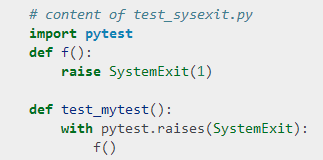 # content of test_sysexit.py
import pytest
def f():
    raise SystemExit(1)

def test_mytest():
    with pytest.raises(SystemExit):
        f()